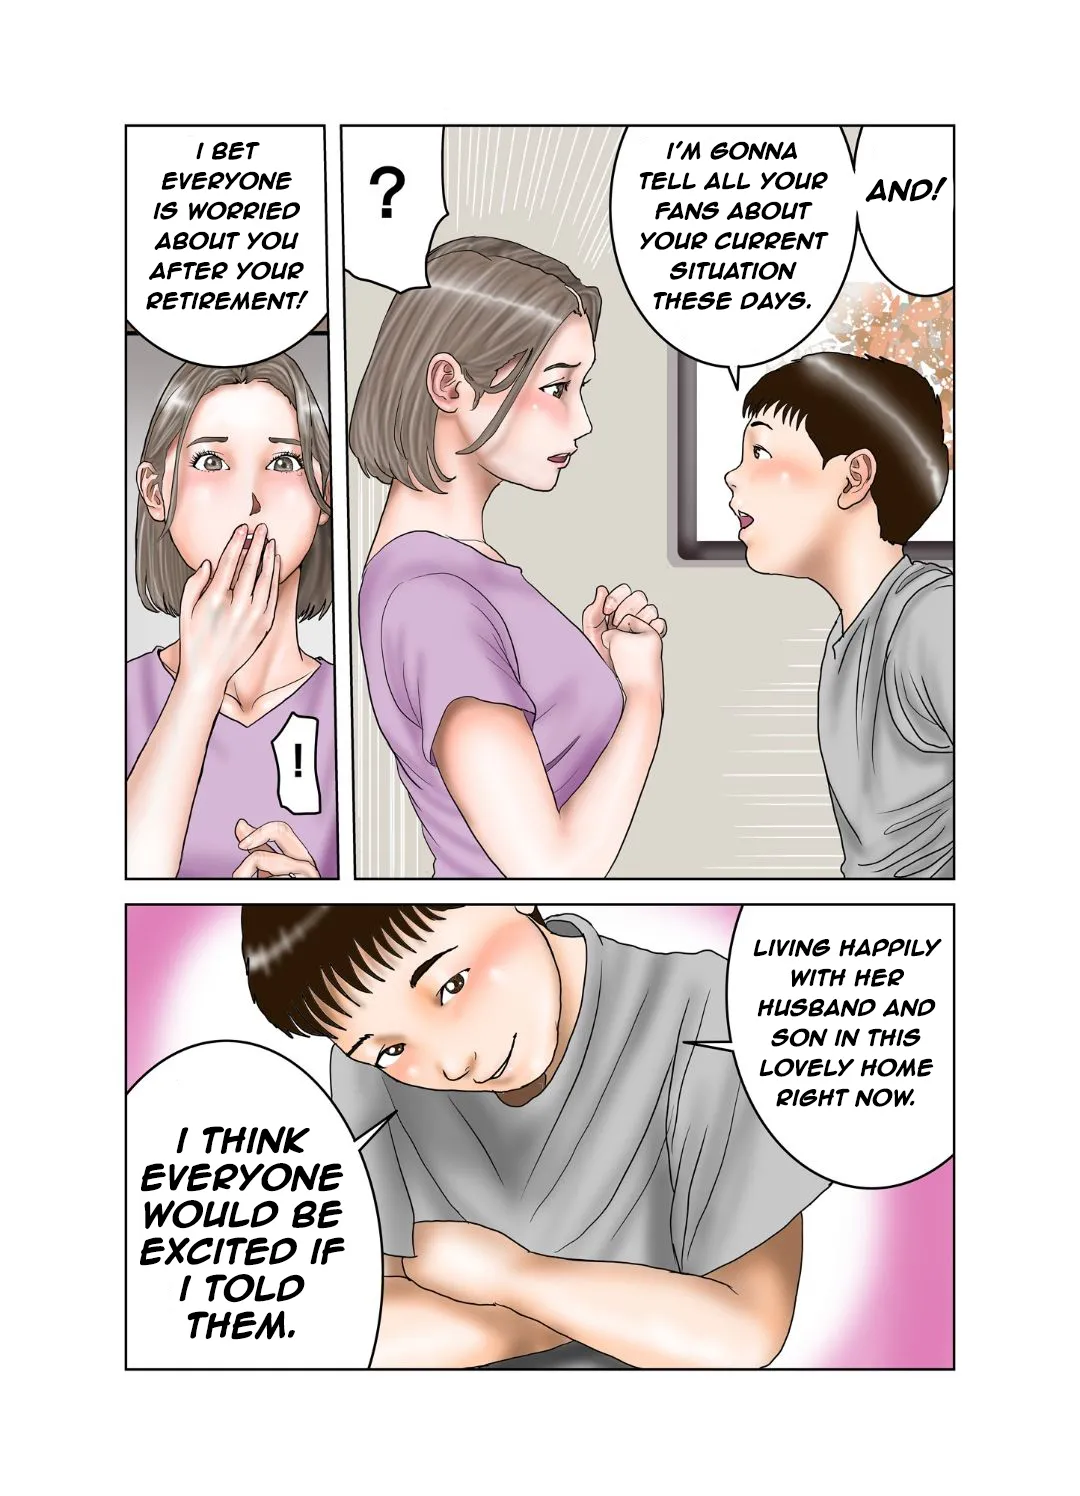 AND!
I'M GONNA
TELL ALL YOUR
FANS ABOUT
YOUR CURRENT
SITUATION
THESE DAYS.
?
I BET
EVERYONE
IS WORRIED
ABOUT YOU
AFTER YOUR
RETIREMENT!
!
LIVING HAPPILY
WITH HER
HUSBAND AND
SON IN THIS
LOVELY HOME
RIGHT NOW.
I THINK
EVERYONE
WOULD BE
EXCITED IF
I TOLD
THEM.